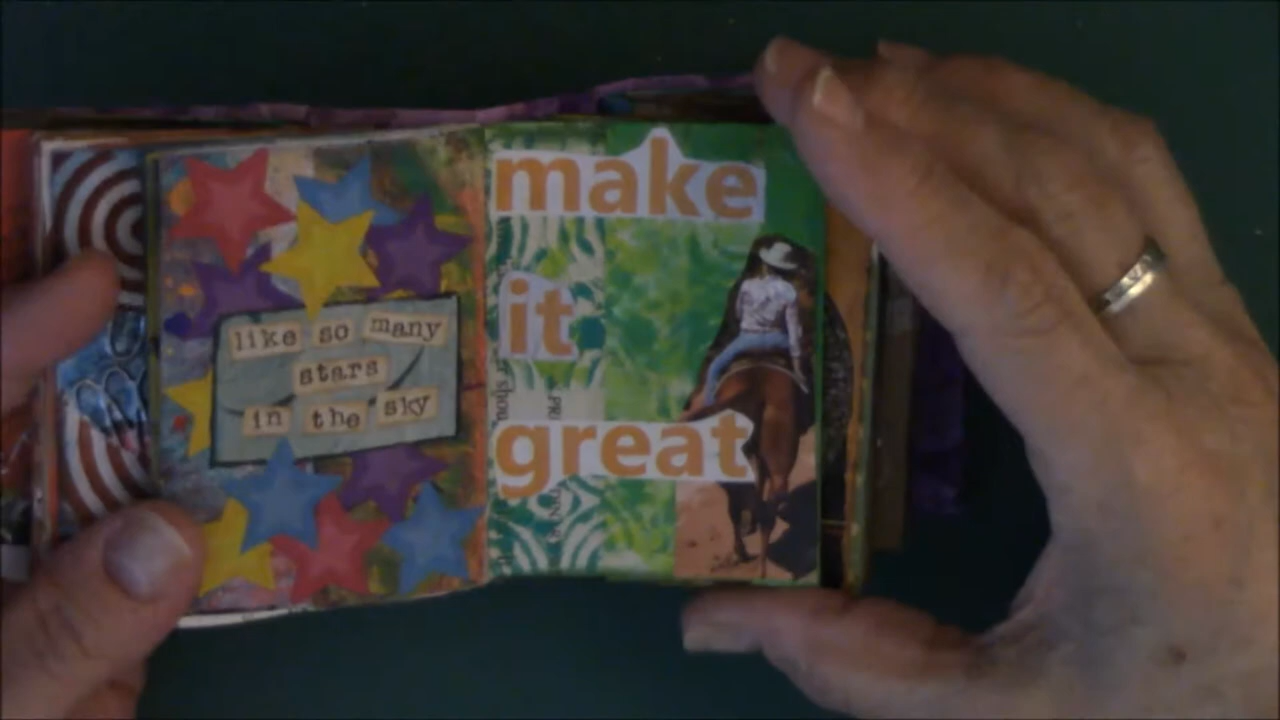 like so many
stars
in the sky
make
it
great